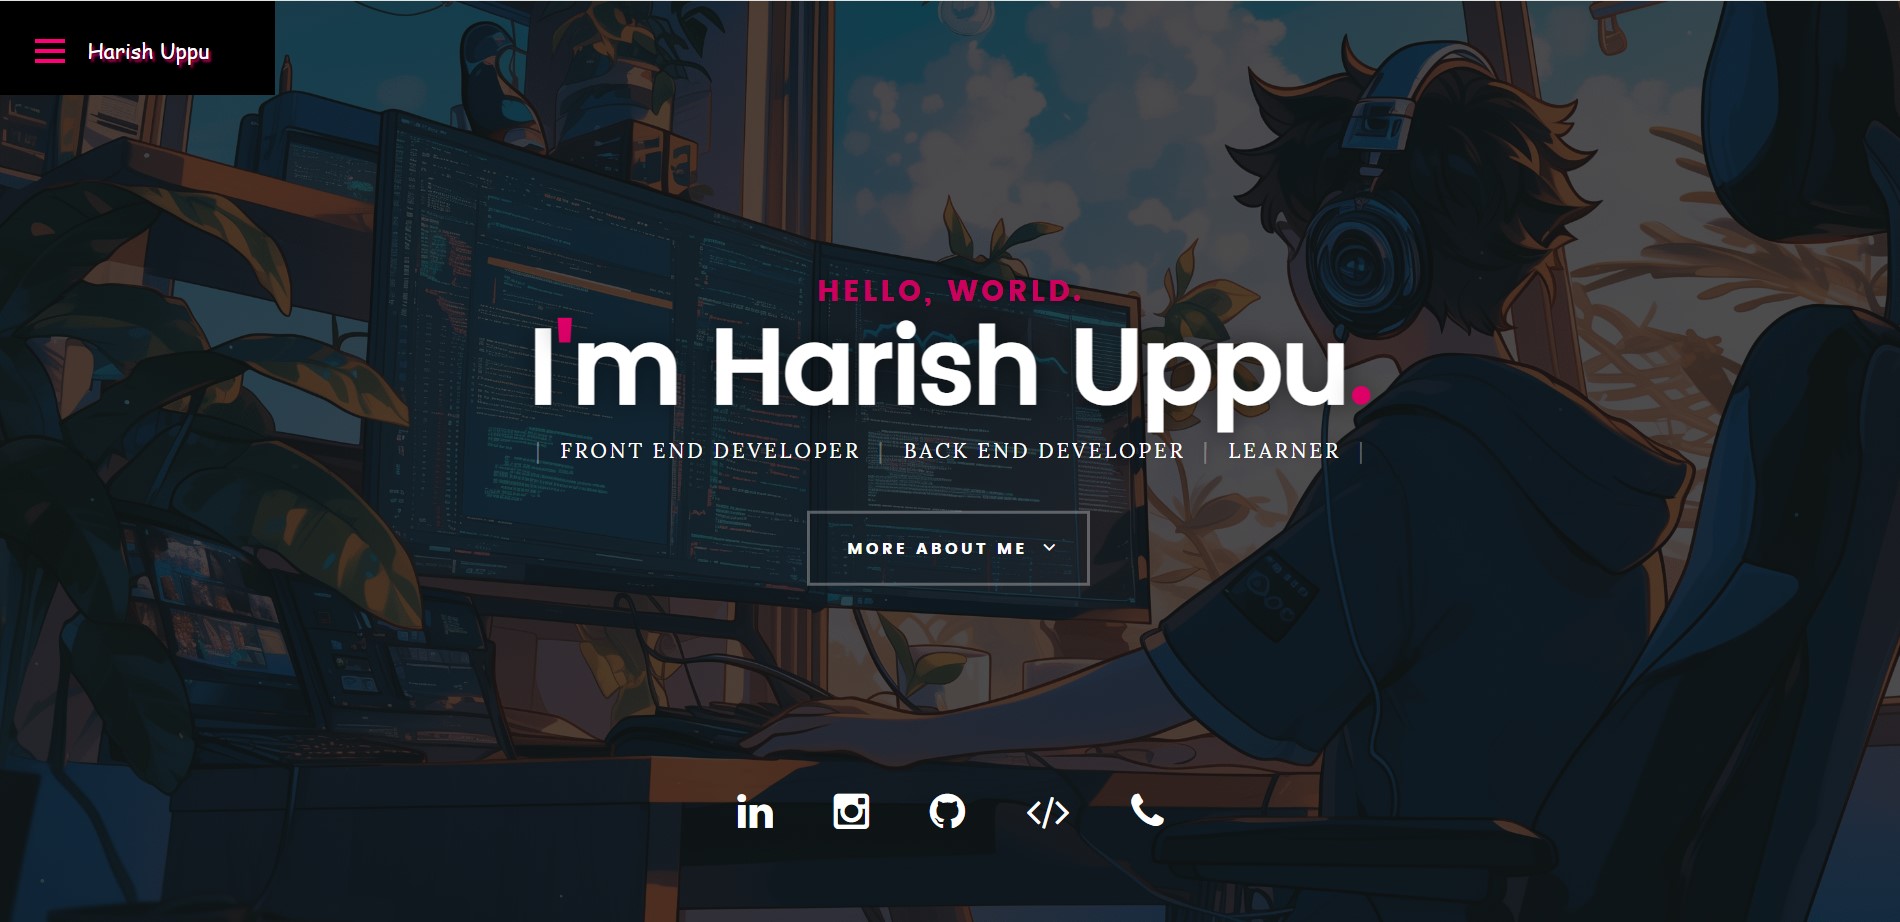 Harish Uppu
HELLO, WORLD.
I'm Harish Uppu.
| FRONT END DEVELOPER | BACK END DEVELOPER | LEARNER |
MORE ABOUT ME
in